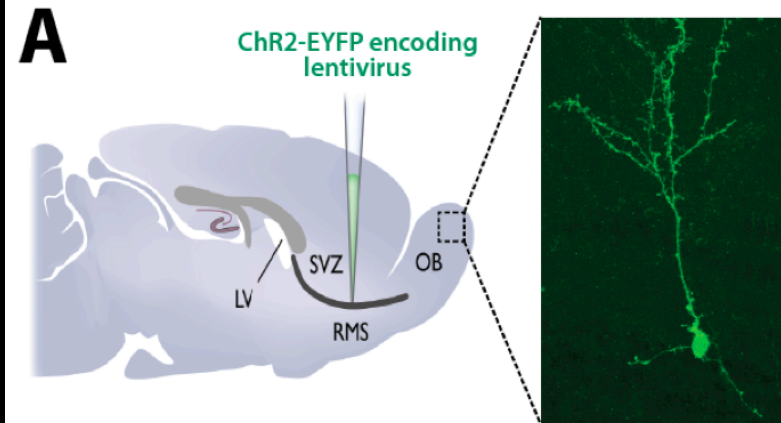 A
ChR2-EYFP encoding
lentivirus
SVZ
OB
LV
RMS